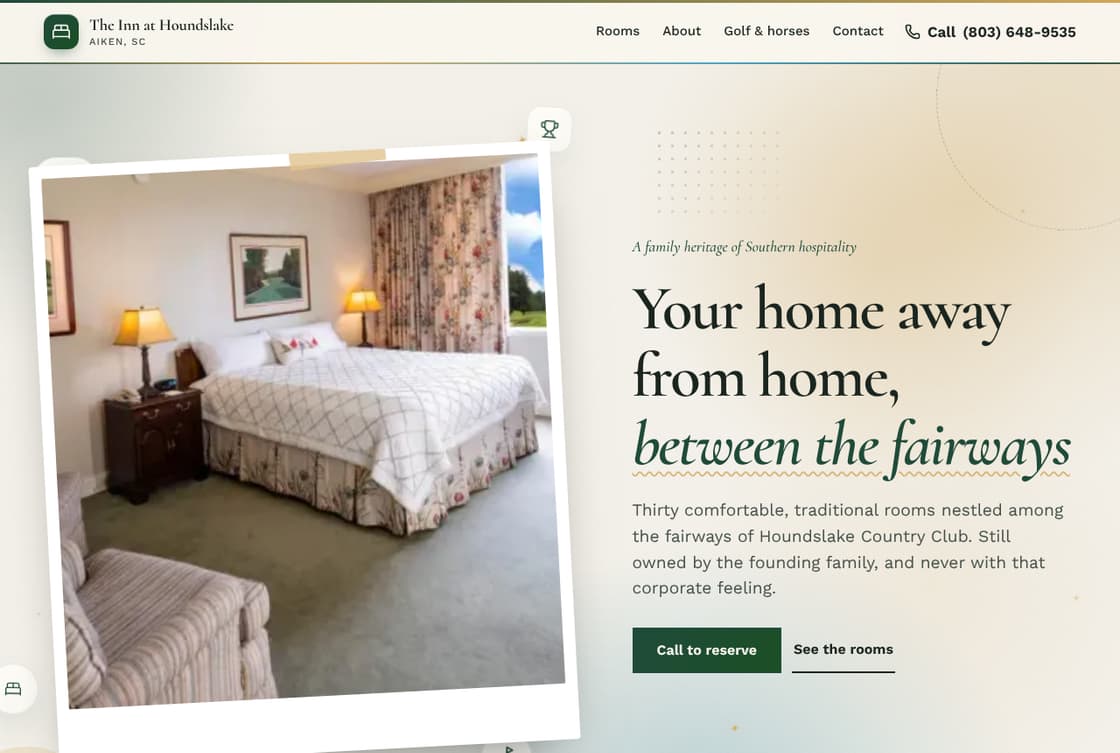 The Inn at Houndslake
AIKEN, SC
Rooms
About
Golf & horses
Contact
Call (803) 648-9535
A family heritage of Southern hospitality
Your home away
from home,
between the fairways
Thirty comfortable, traditional rooms nestled among
the fairways of Houndslake Country Club. Still
owned by the founding family, and never with that
corporate feeling.
Call to reserve
See the rooms